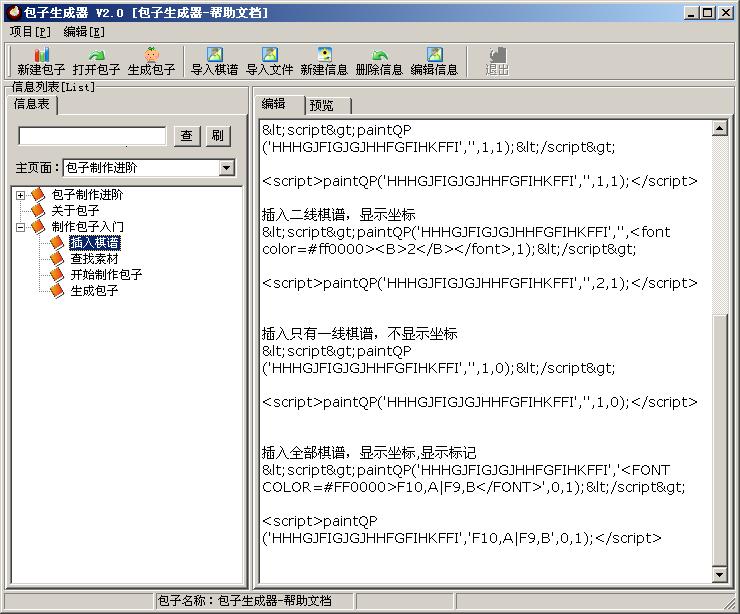 包子生成器 V2.0 [包子生成器-帮助文档]
项目[P] 编辑[E]
新建包子 打开包子 生成包子 导入棋谱 导入文件 新建信息 删除信息 编辑信息 退出
信息列表[List]
信息表
查 刷
主页面： 包子制作进阶
包子制作进阶
关于包子
制作包子入门
插入棋谱
查找素材
开始制作包子
生成包子
编辑 预览
&lt;script&gt;paintQP
('HHHGJFIGJGJHHFGFIHKFFI','',1,1);&lt;/script&gt;
<script>paintQP('HHHGJFIGJGJHHFGFIHKFFI','',1,1);</script>
插入二线棋谱，显示坐标
&lt;script&gt;paintQP('HHHGJFIGJGJHHFGFIHKFFI','',<font
color=#ff0000><B>2</B></font>,1);&lt;/script&gt;
<script>paintQP('HHHGJFIGJGJHHFGFIHKFFI','',2,1);</script>
插入只有一线棋谱，不显示坐标
&lt;script&gt;paintQP
('HHHGJFIGJGJHHFGFIHKFFI','',1,0);&lt;/script&gt;
<script>paintQP('HHHGJFIGJGJHHFGFIHKFFI','',1,0);</script>
插入全部棋谱，显示坐标,显示标记
&lt;script&gt;paintQP('HHHGJFIGJGJHHFGFIHKFFI','<FONT
COLOR=#FF0000>F10,A|F9,B</FONT>',0,1);&lt;/script&gt;
<script>paintQP
('HHHGJFIGJGJHHFGFIHKFFI','F10,A|F9,B',0,1);</script>
包子名称：包子生成器-帮助文档